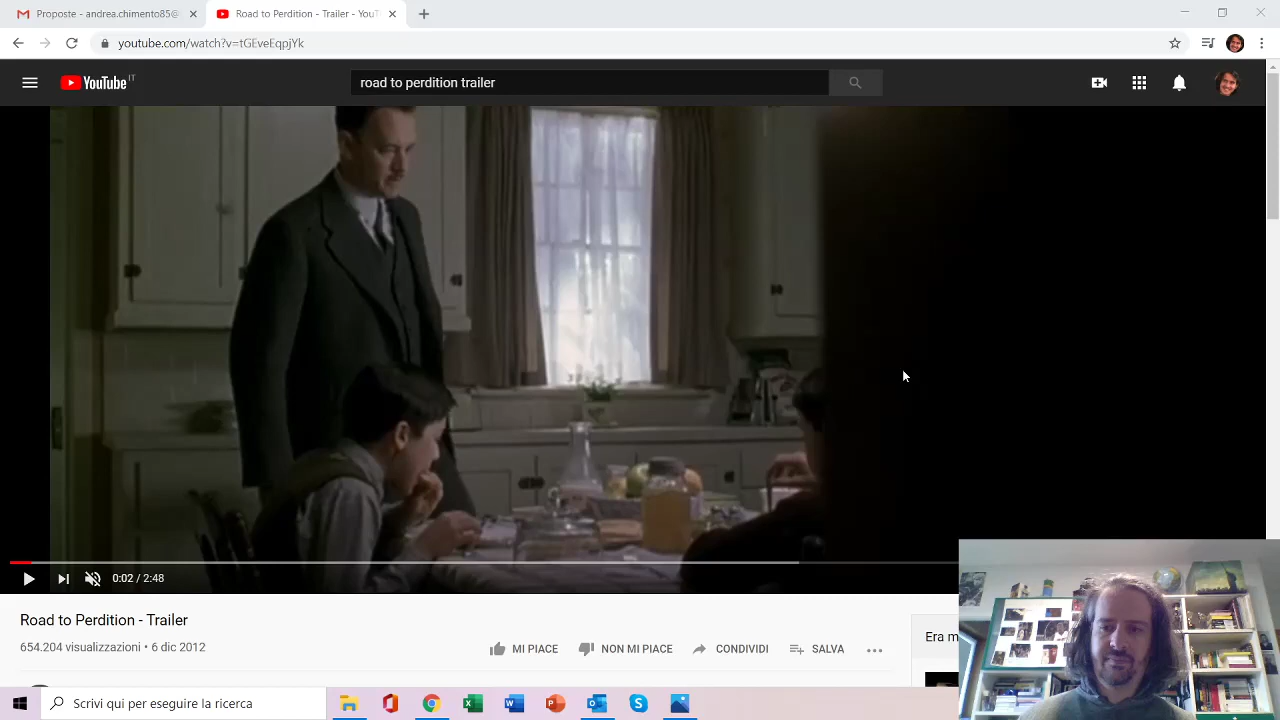 Proposte - andrea.chimento85@
Road to Perdition - Trailer - YouT
youtube.com/watch?v=tGEveEqpjYk
YouTube IT
road to perdition trailer
0:02 / 2:48
Road to Perdition - Trailer
654.204 visualizzazioni • 6 dic 2012
MI PIACE
NON MI PIACE
CONDIVIDI
SALVA
Era m
Scrivi qui per eseguire la ricerca